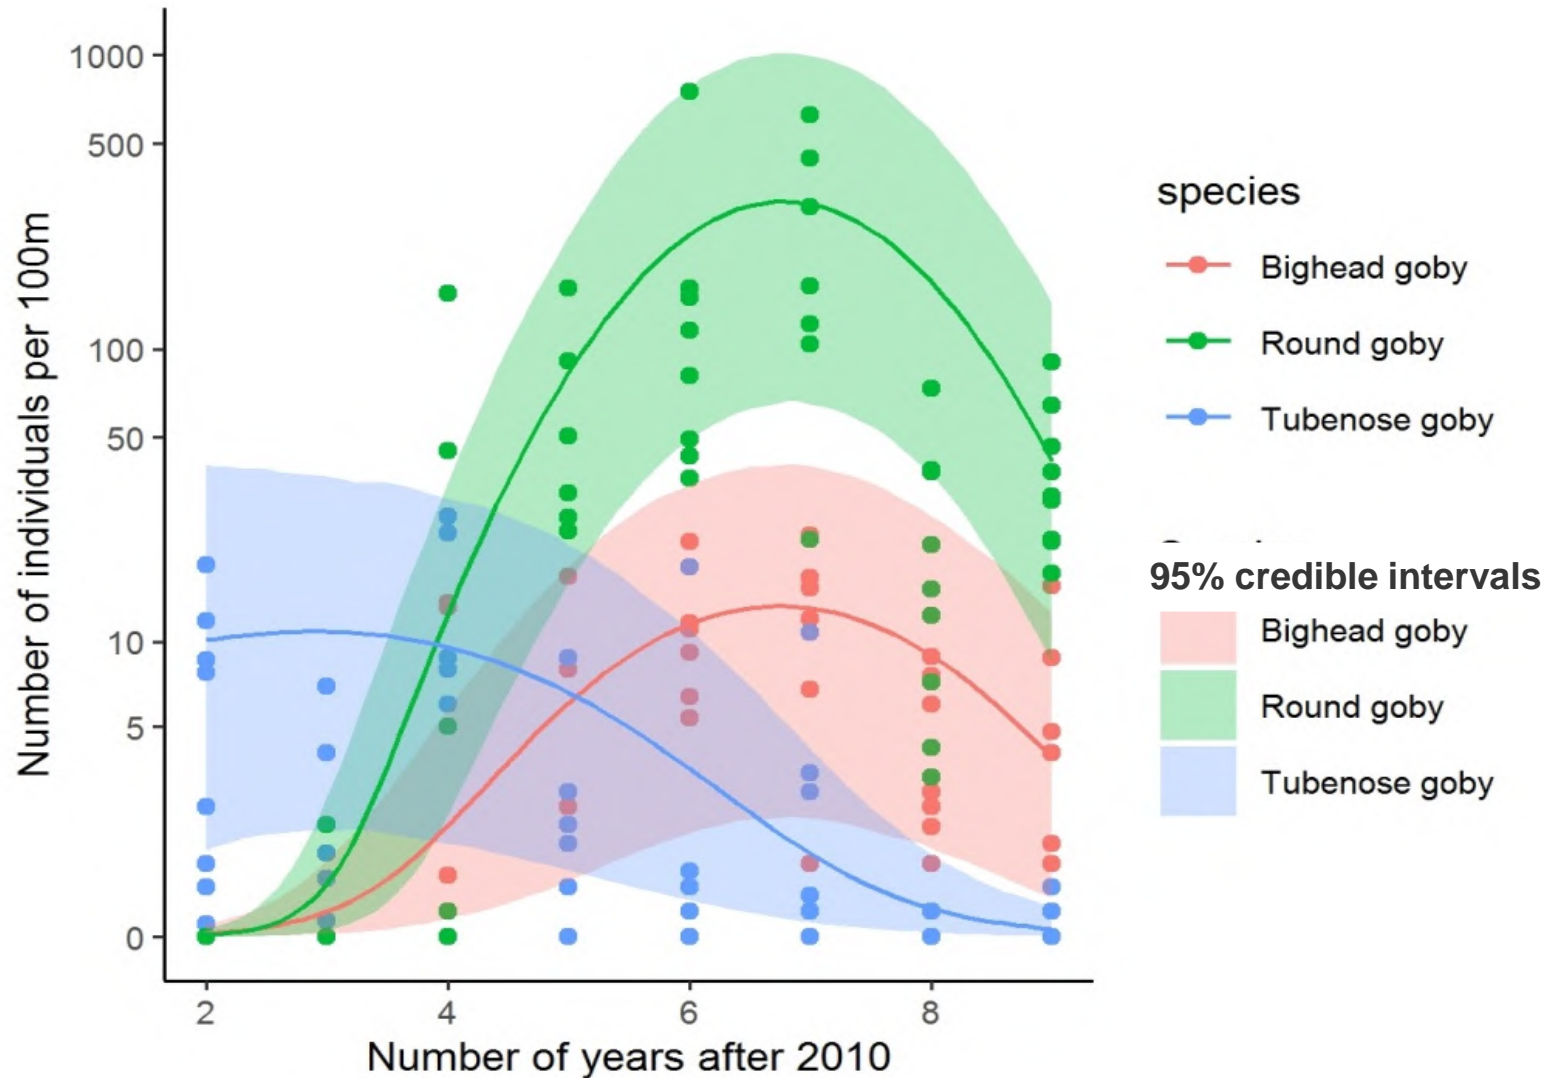 Number of individuals per 100m
1000
500
100
50
10
5
0
2
4
6
8
Number of years after 2010
species
Bighead goby
Round goby
Tubenose goby
95% credible intervals
Bighead goby
Round goby
Tubenose goby